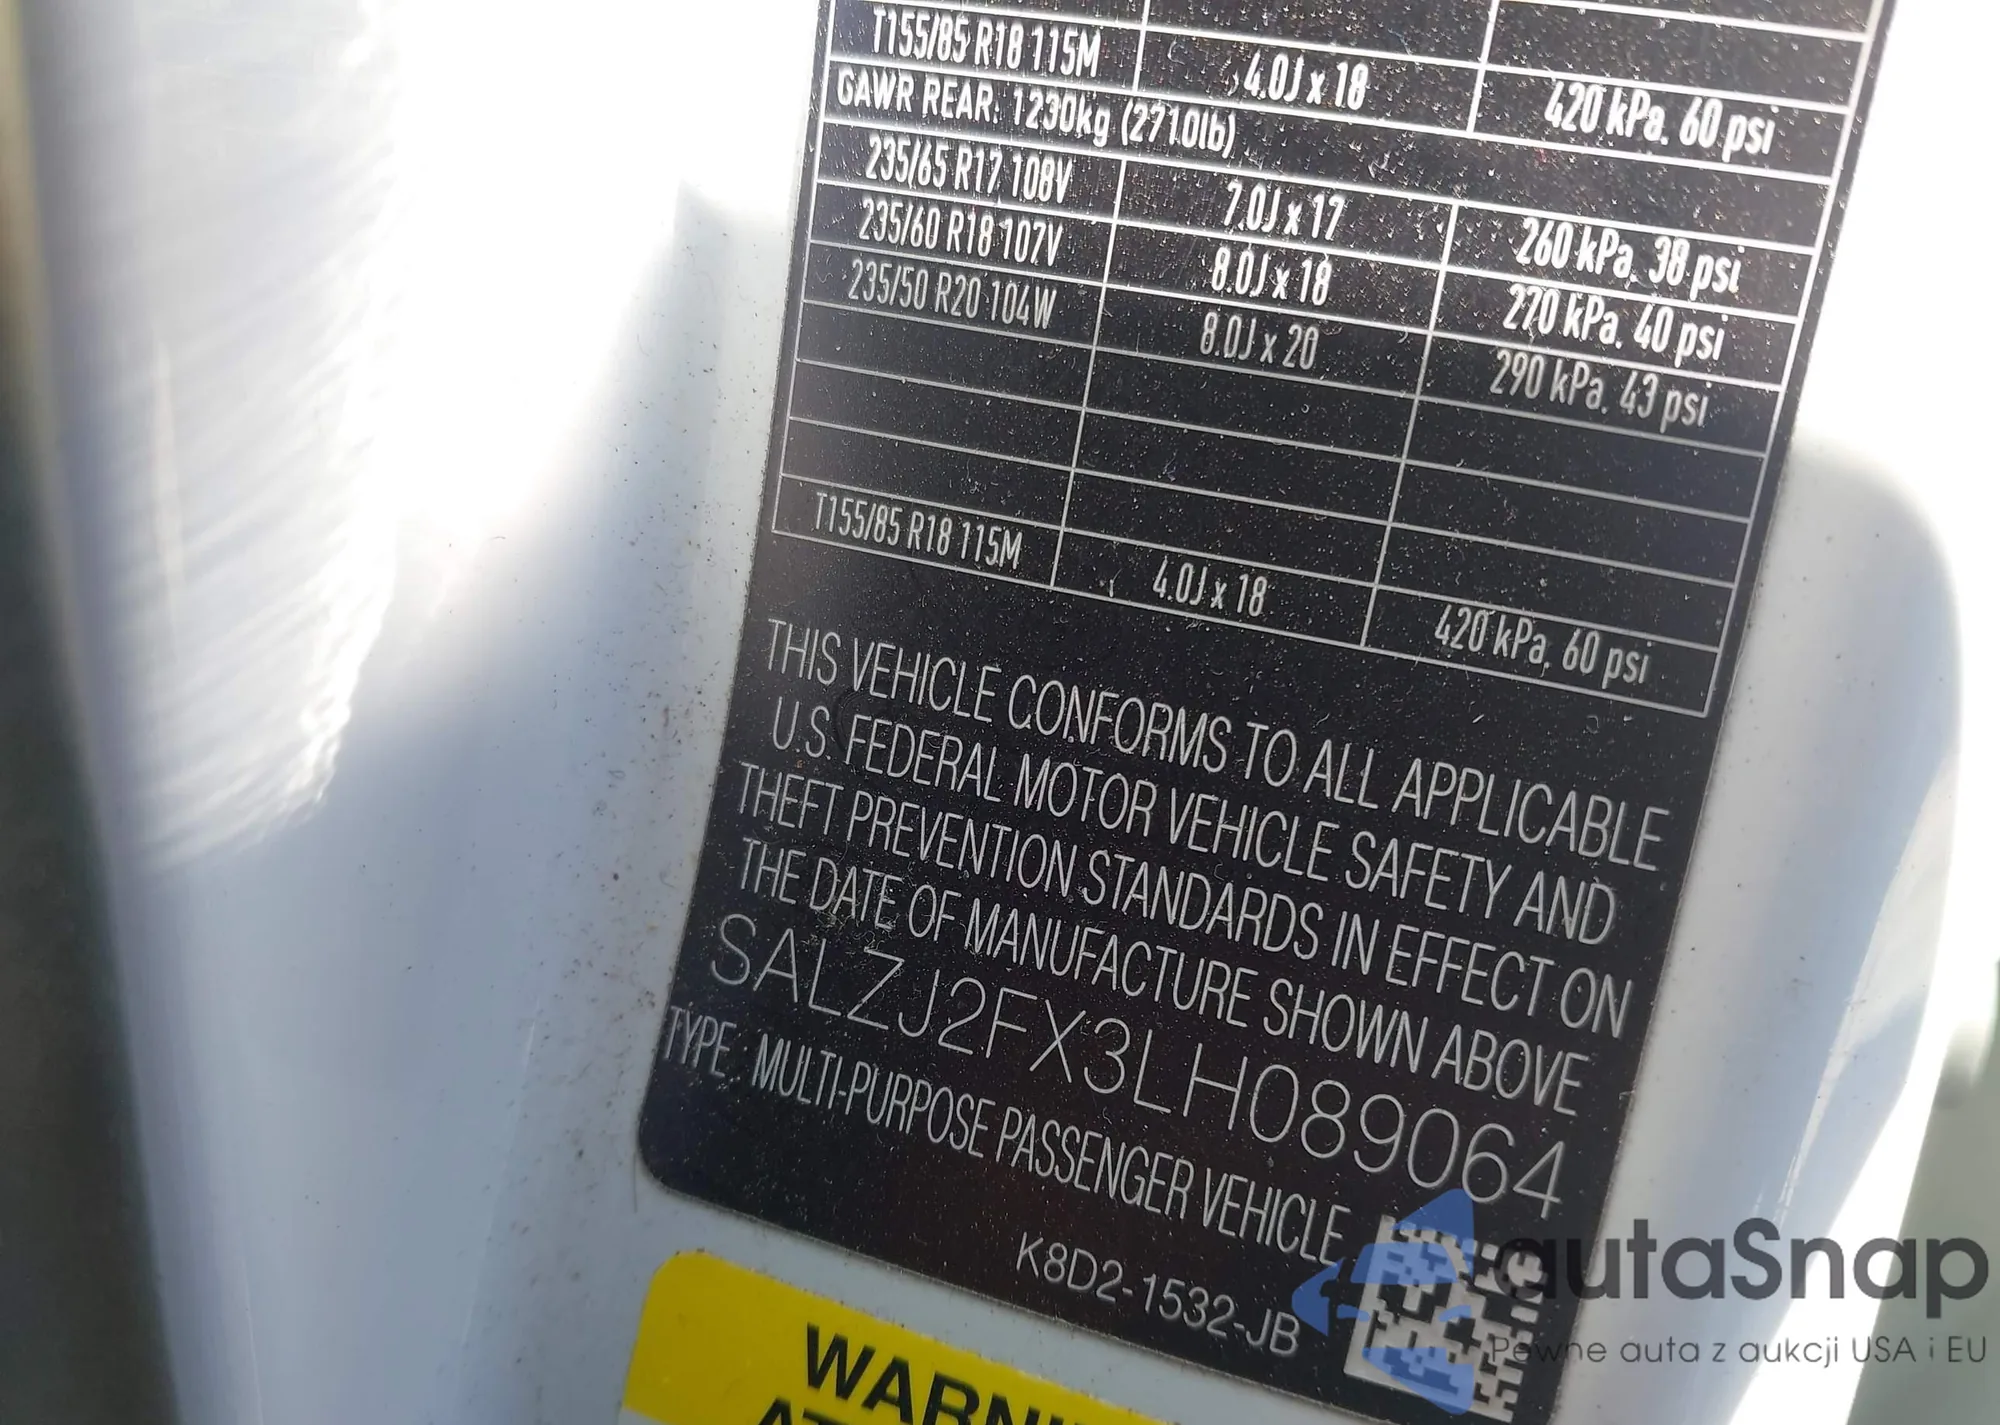 T155/85 R18 115M 4.0J x 18 420 kPa. 60 psi
GAWR REAR: 1230kg (2710lb)
235/65 R17 108V 7.0J x 17 260 kPa. 38 psi
235/60 R18 107V 8.0J x 18 270 kPa. 40 psi
235/50 R20 104W 8.0J x 20 290 kPa. 43 psi
T155/85 R18 115M 4.0J x 18 420 kPa. 60 psi
THIS VEHICLE CONFORMS TO ALL APPLICABLE
U.S. FEDERAL MOTOR VEHICLE SAFETY AND
THEFT PREVENTION STANDARDS IN EFFECT ON
THE DATE OF MANUFACTURE SHOWN ABOVE
SALZJ2FX3LH089064
TYPE : MULTI-PURPOSE PASSENGER VEHICLE
K8D2-1532-JB
autaSnap
Pewne auta z aukcji USA i EU